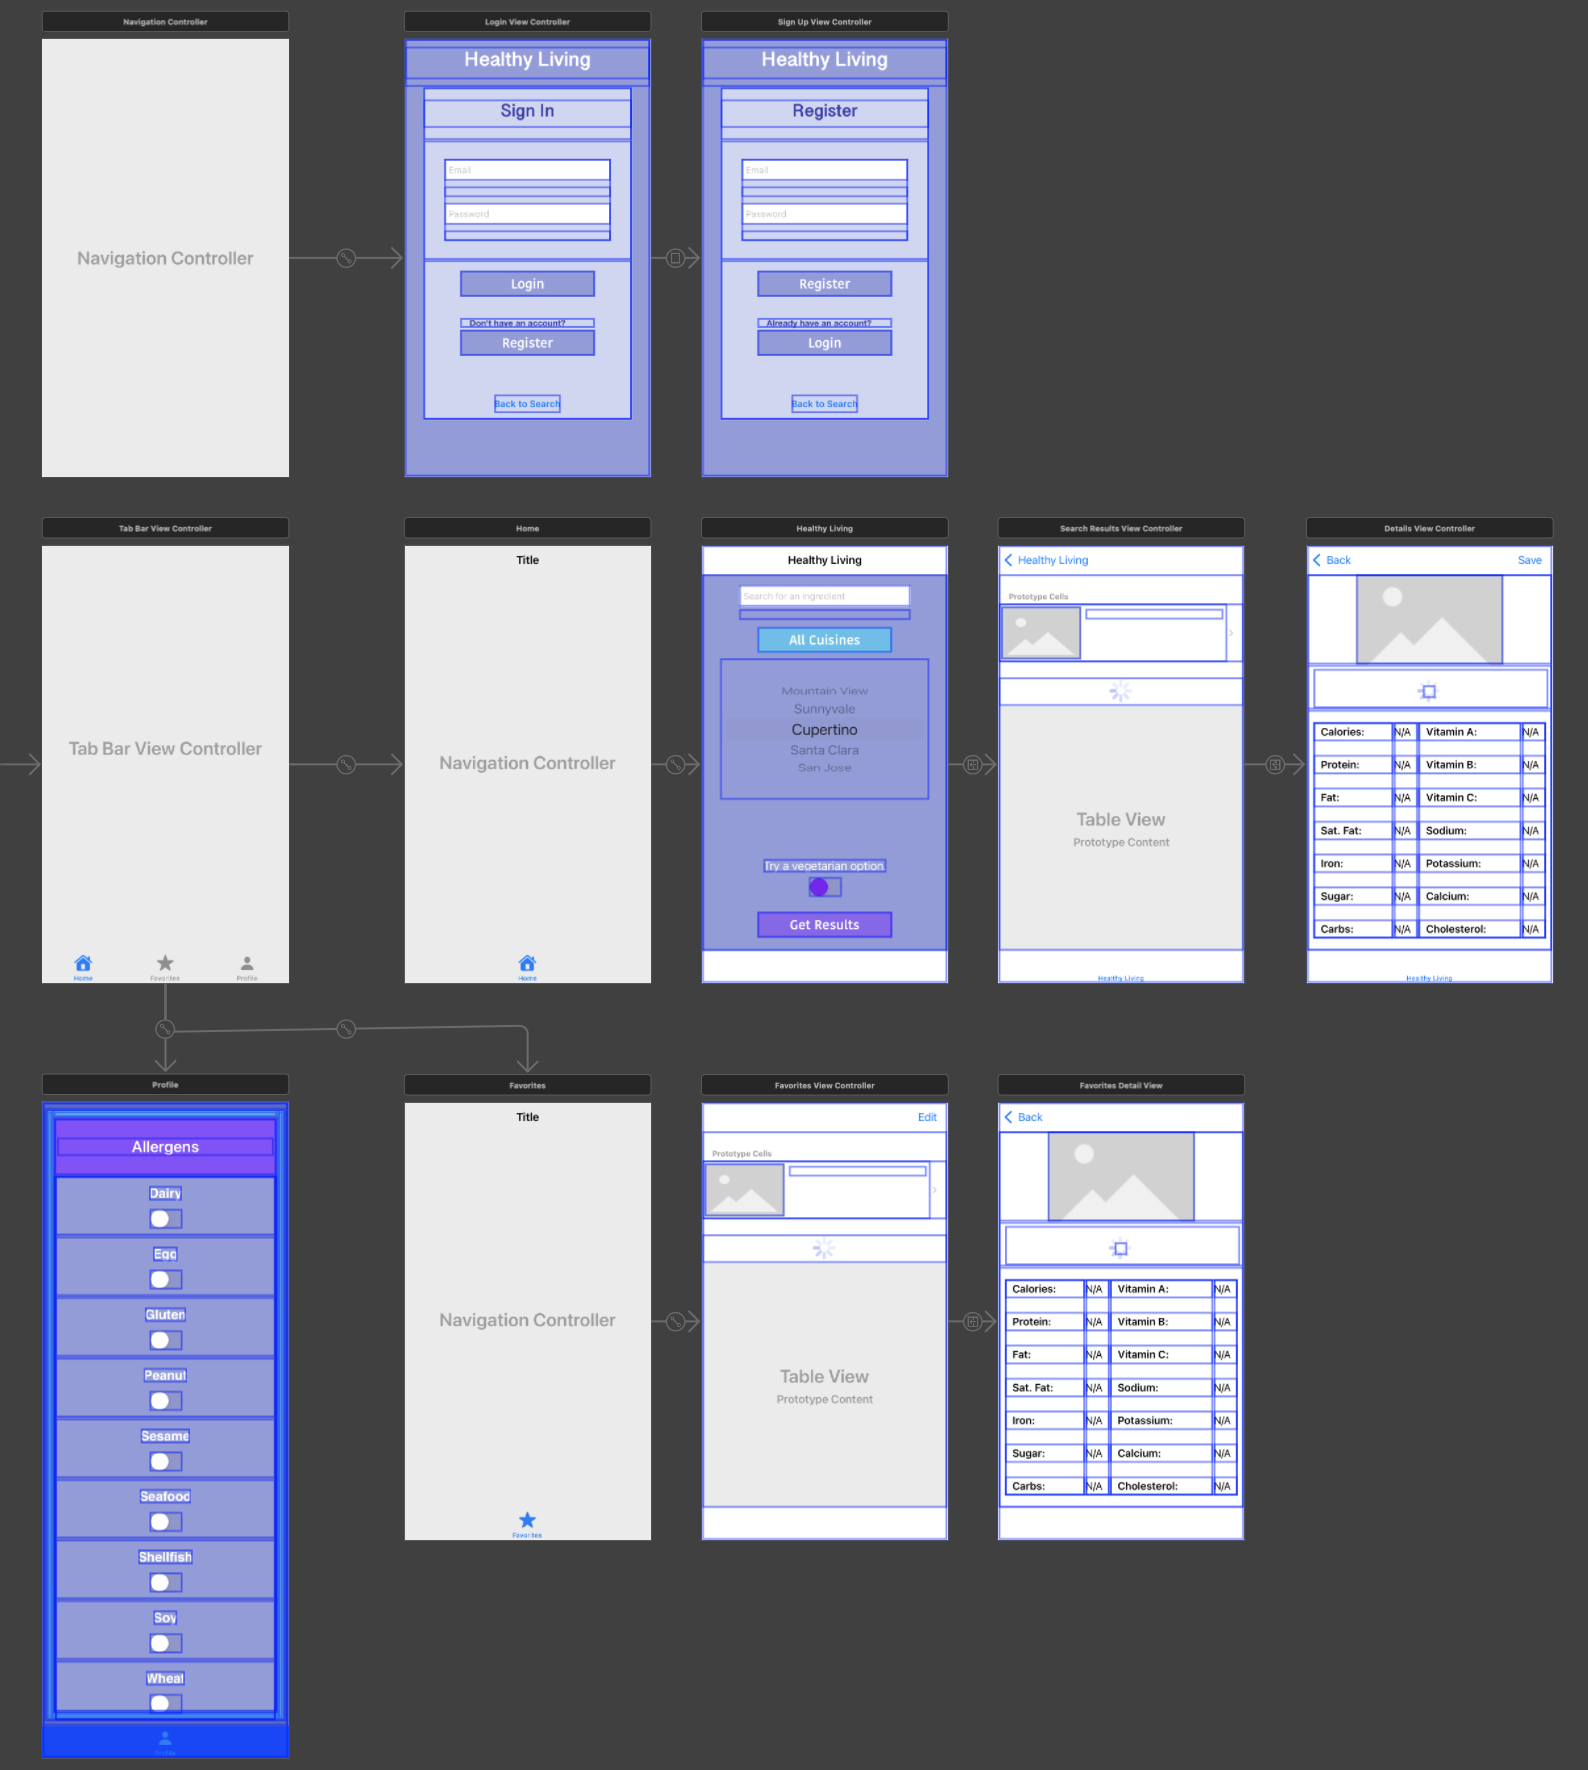 Navigation Controller
Login View Controller
Sign Up View Controller
Navigation Controller
Healthy Living
Sign In
Email
Password
Login
Don't have an account?
Register
Back to Search
Healthy Living
Register
Email
Password
Register
Already have an account?
Login
Back to Search
Tab Bar View Controller
Home
Healthy Living
Search Results View Controller
Details View Controller
Tab Bar View Controller
Home
Favorites
Profile
Title
Navigation Controller
Home
Healthy Living
Search for an ingredient
All Cuisines
Mountain View
Sunnyvale
Cupertino
Santa Clara
San Jose
Try a vegetarian option
Get Results
Healthy Living
Prototype Cells
Table View
Prototype Content
Healthy Living
Back
Save
Calories: N/A Vitamin A: N/A
Protein: N/A Vitamin B: N/A
Fat: N/A Vitamin C: N/A
Sat. Fat: N/A Sodium: N/A
Iron: N/A Potassium: N/A
Sugar: N/A Calcium: N/A
Carbs: N/A Cholesterol: N/A
Healthy Living
Profile
Favorites
Favorites View Controller
Favorites Detail View
Allergens
Dairy
Egg
Gluten
Peanut
Sesame
Seafood
Shellfish
Soy
Wheat
Profile
Title
Navigation Controller
Favorites
Edit
Prototype Cells
Table View
Prototype Content
Back
Calories: N/A Vitamin A: N/A
Protein: N/A Vitamin B: N/A
Fat: N/A Vitamin C: N/A
Sat. Fat: N/A Sodium: N/A
Iron: N/A Potassium: N/A
Sugar: N/A Calcium: N/A
Carbs: N/A Cholesterol: N/A